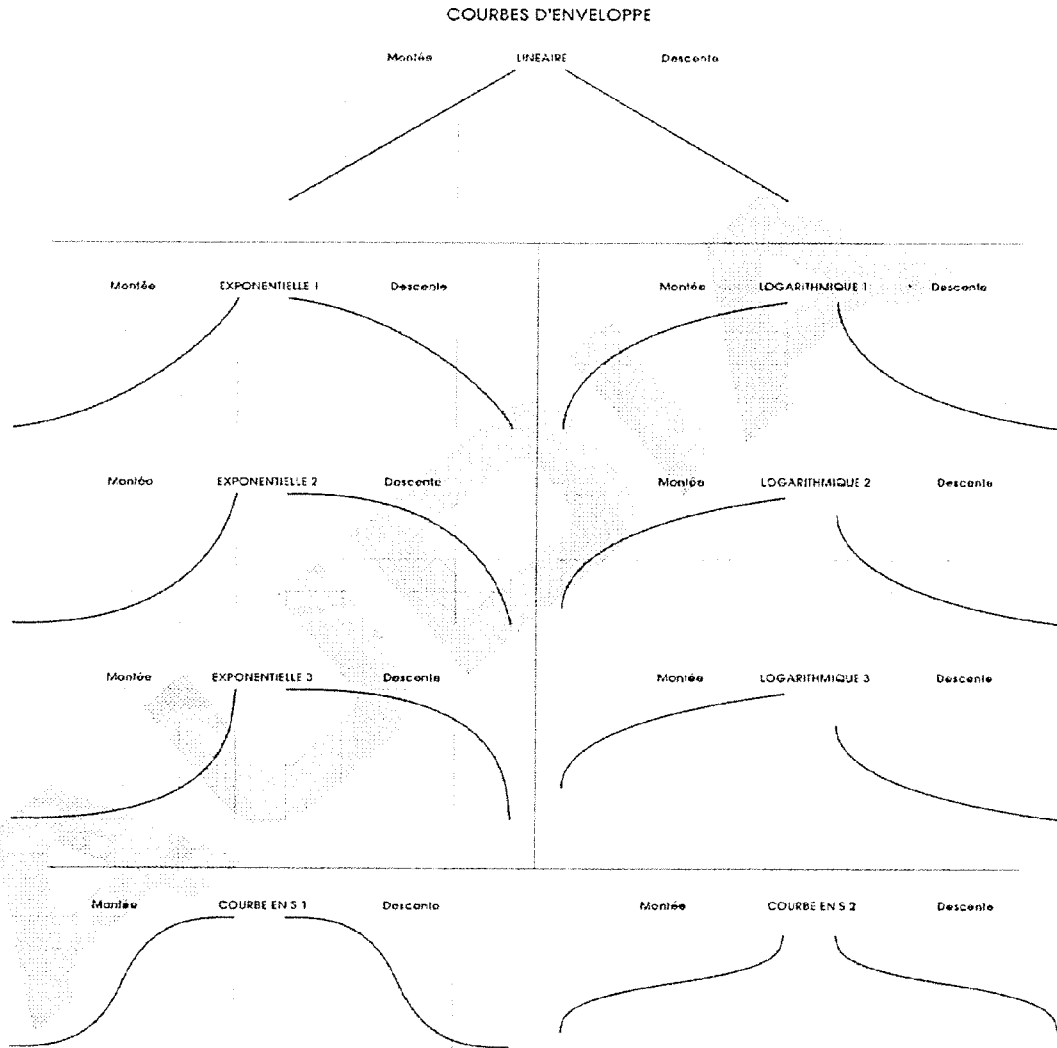 COURBES D'ENVELOPPE
Montée LINEAIRE Descente
Montée EXPONENTIELLE 1 Descente
Montée LOGARITHMIQUE 1 Descente
Montée EXPONENTIELLE 2 Descente
Montée LOGARITHMIQUE 2 Descente
Montée EXPONENTIELLE 3 Descente
Montée LOGARITHMIQUE 3 Descente
Montée COURBE EN S 1 Descente
Montée COURBE EN S 2 Descente